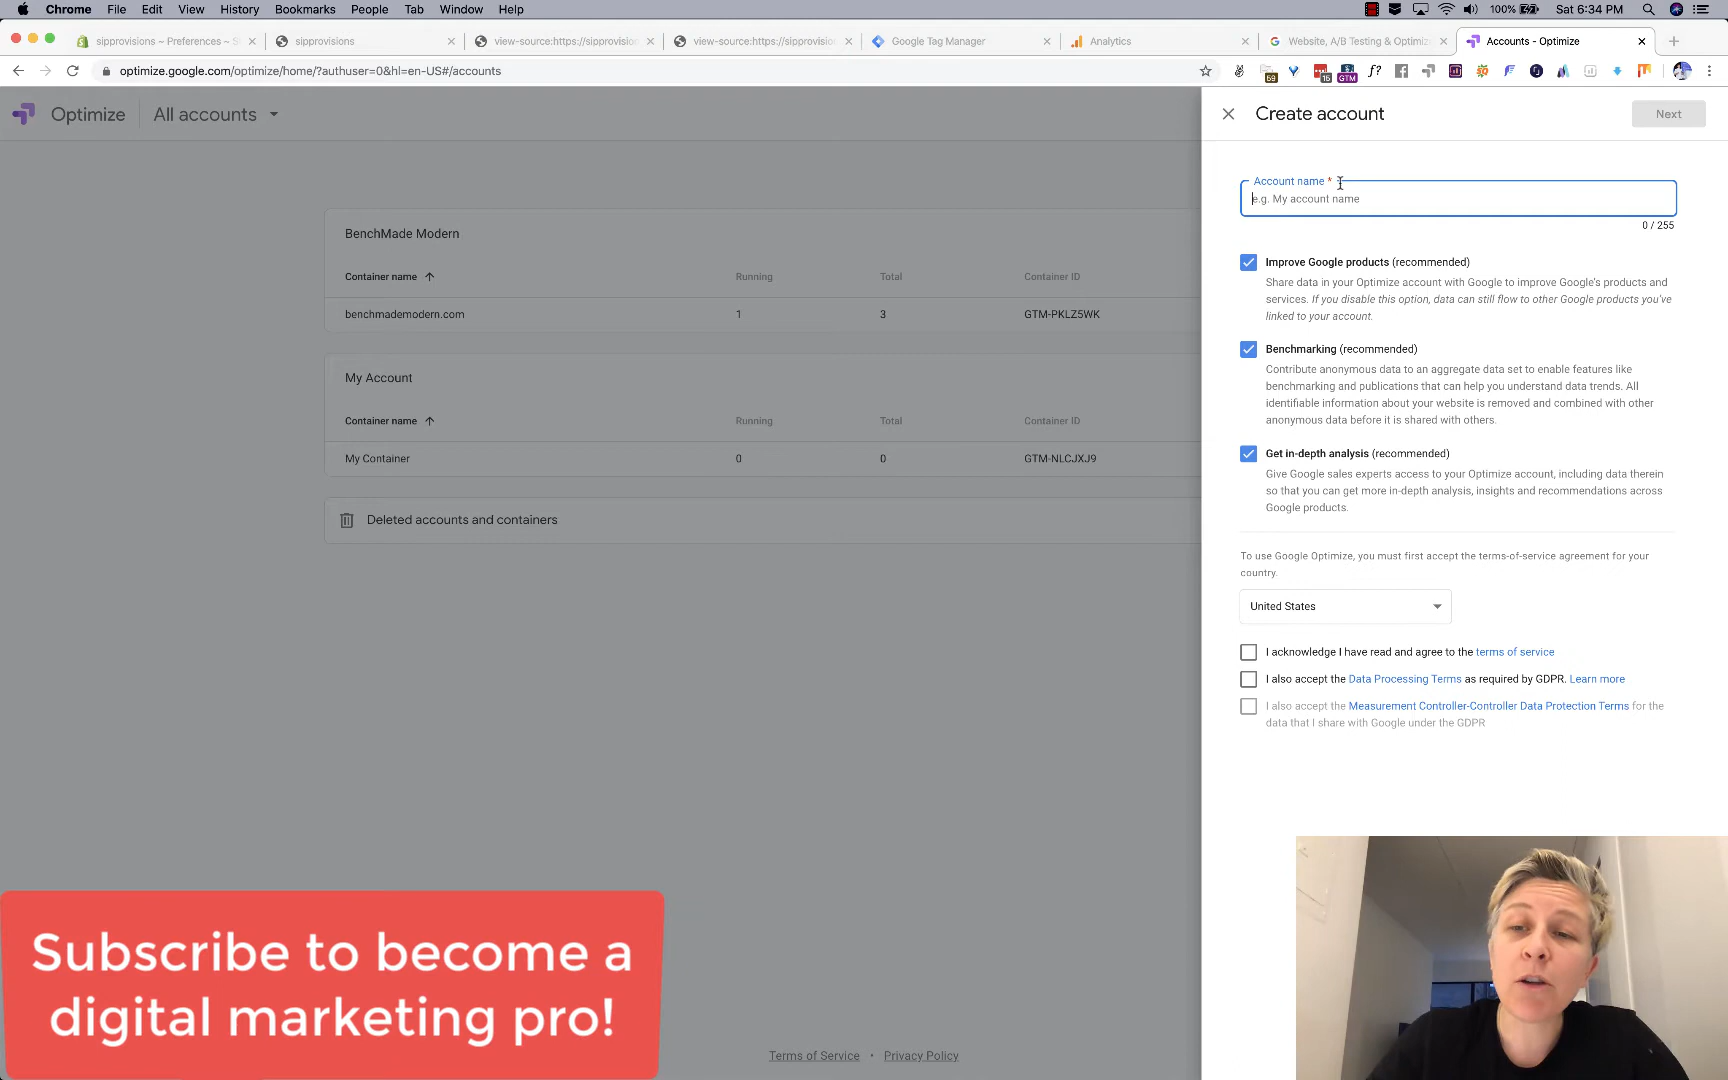 Chrome File Edit View History Bookmarks People Tab Window Help 100% Sat 6:34 PM
sipprovisions ~ Preferences ~ S
sipprovisions
view-source:https://sipprovision
view-source:https://sipprovisio
Google Tag Manager
Analytics
Website, A/B Testing & Optimiz
Accounts - Optimize
optimize.google.com/optimize/home/?authuser=0&hl=en-US#/accounts
59
15
GTM
f?
Optimize All accounts
BenchMade Modern
Container name Running Total Container ID
benchmademodern.com 1 3 GTM-PKLZ5WK
My Account
Container name Running Total Container ID
My Container 0 0 GTM-NLCJXJ9
Deleted accounts and containers
Terms of Service • Privacy Policy
Create account Next
Account name *
e.g. My account name
0 / 255
Improve Google products (recommended)
Share data in your Optimize account with Google to improve Google's products and
services. If you disable this option, data can still flow to other Google products you've
linked to your account.
Benchmarking (recommended)
Contribute anonymous data to an aggregate data set to enable features like
benchmarking and publications that can help you understand data trends. All
identifiable information about your website is removed and combined with other
anonymous data before it is shared with others.
Get in-depth analysis (recommended)
Give Google sales experts access to your Optimize account, including data therein
so that you can get more in-depth analysis, insights and recommendations across
Google products.
To use Google Optimize, you must first accept the terms-of-service agreement for your
country.
United States
I acknowledge I have read and agree to the terms of service
I also accept the Data Processing Terms as required by GDPR. Learn more
I also accept the Measurement Controller-Controller Data Protection Terms for the
data that I share with Google under the GDPR
Subscribe to become a
digital marketing pro!